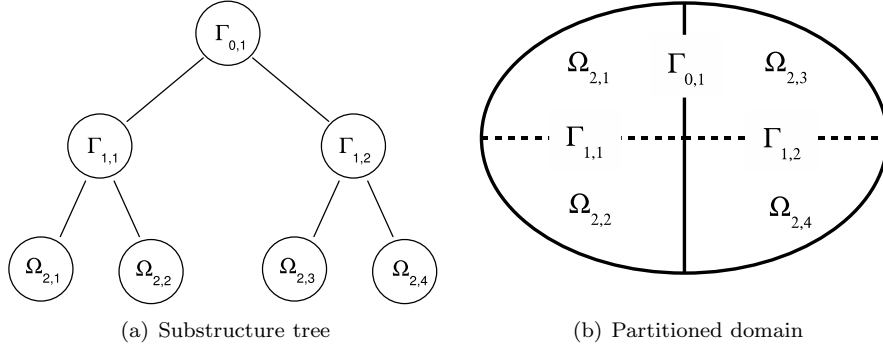 Γ0,1
Γ1,1 Γ1,2
Ω2,1 Ω2,2 Ω2,3 Ω2,4
(a) Substructure tree
Ω2,1 Γ0,1 Ω2,3
Γ1,1 Γ1,2
Ω2,2 Ω2,4
(b) Partitioned domain